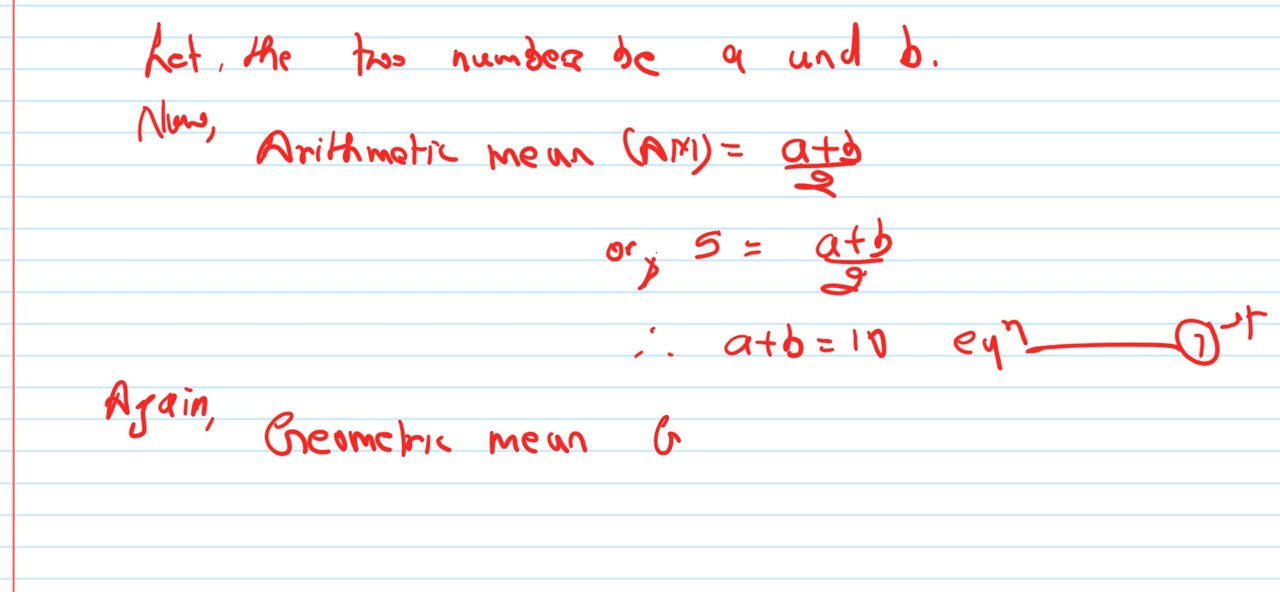 Let, the two number be a and b.
Now,
Arithmetic mean (AM) = a+b/2
or, 5 = a+b/2
∴ a+b = 10 eqⁿ ——— ①
Again,
Geometric mean G